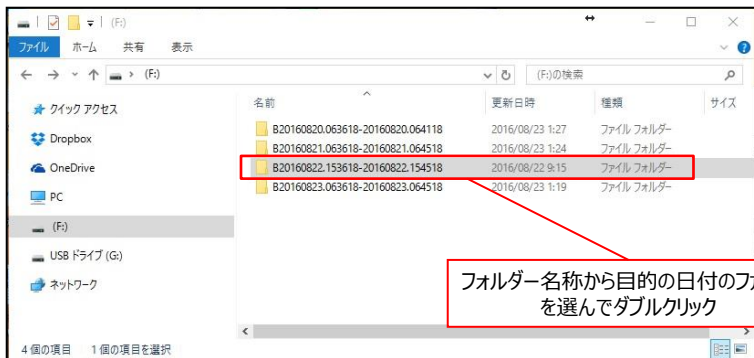 (F:)
ファイル ホーム 共有 表示
(F:) (F:)の検索
名前 更新日時 種類 サイズ
クイック アクセス
Dropbox
OneDrive
PC
(F:)
USB ドライブ (G:)
ネットワーク
B20160820.063618-20160820.064118 2016/08/23 1:27 ファイル フォルダー
B20160821.063618-20160821.064518 2016/08/23 1:24 ファイル フォルダー
B20160822.153618-20160822.154518 2016/08/22 9:15 ファイル フォルダー
B20160823.063618-20160823.064518 2016/08/23 1:19 ファイル フォルダー
フォルダー名称から目的の日付のファ
を選んでダブルクリック
4 個の項目 1 個の項目を選択